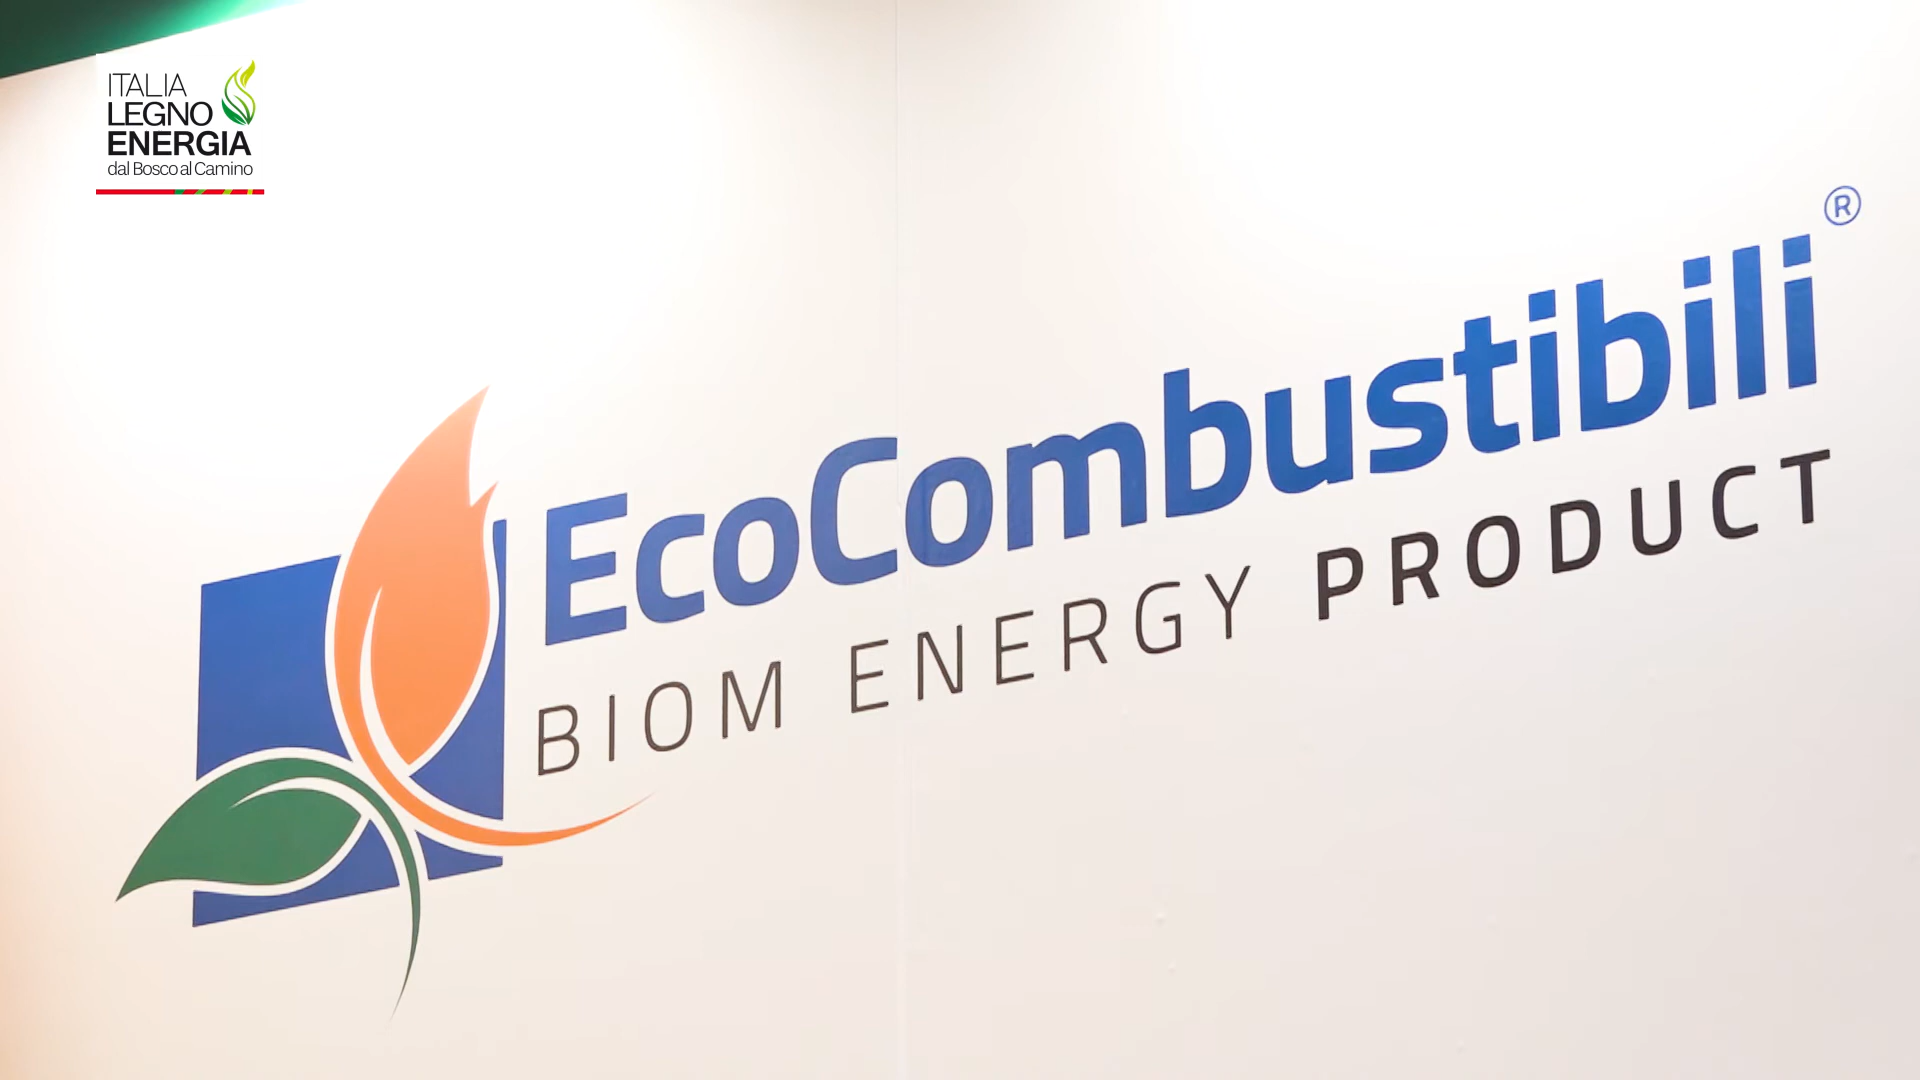 ITALIA
LEGNO
ENERGIA
dal Bosco al Camino
EcoCombustibili®
BIOM ENERGY PRODUCT